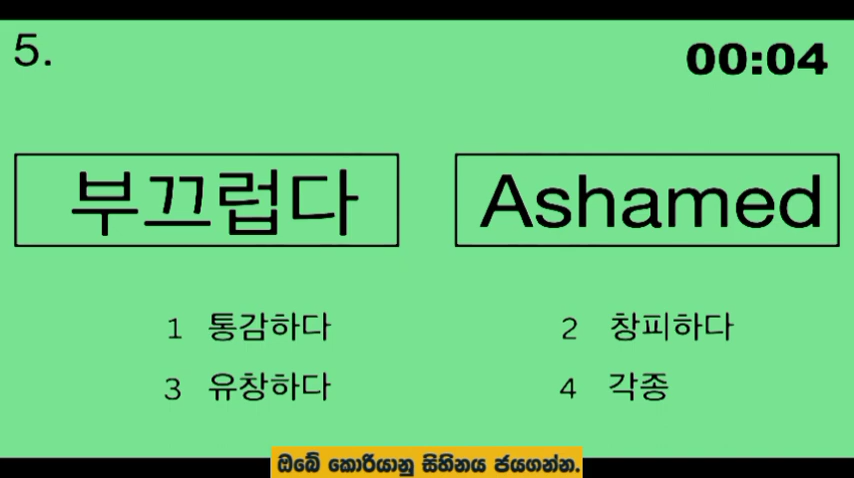 5.
00:04
부끄럽다
Ashamed
1 통감하다
2 창피하다
3 유창하다
4 각종
ඔබේ කොරියානු සිහිනය ජයගන්න.